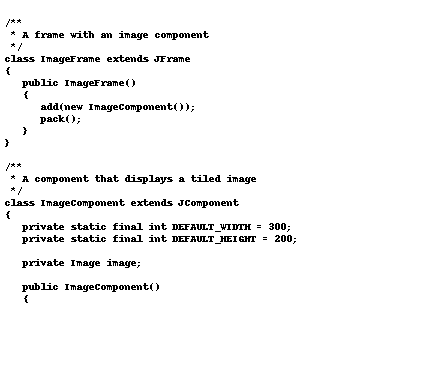 /**
 * A frame with an image component
 */
class ImageFrame extends JFrame
{
   public ImageFrame()
   {
      add(new ImageComponent());
      pack();
   }
}

/**
 * A component that displays a tiled image
 */
class ImageComponent extends JComponent
{
   private static final int DEFAULT_WIDTH = 300;
   private static final int DEFAULT_HEIGHT = 200;

   private Image image;

   public ImageComponent()
   {